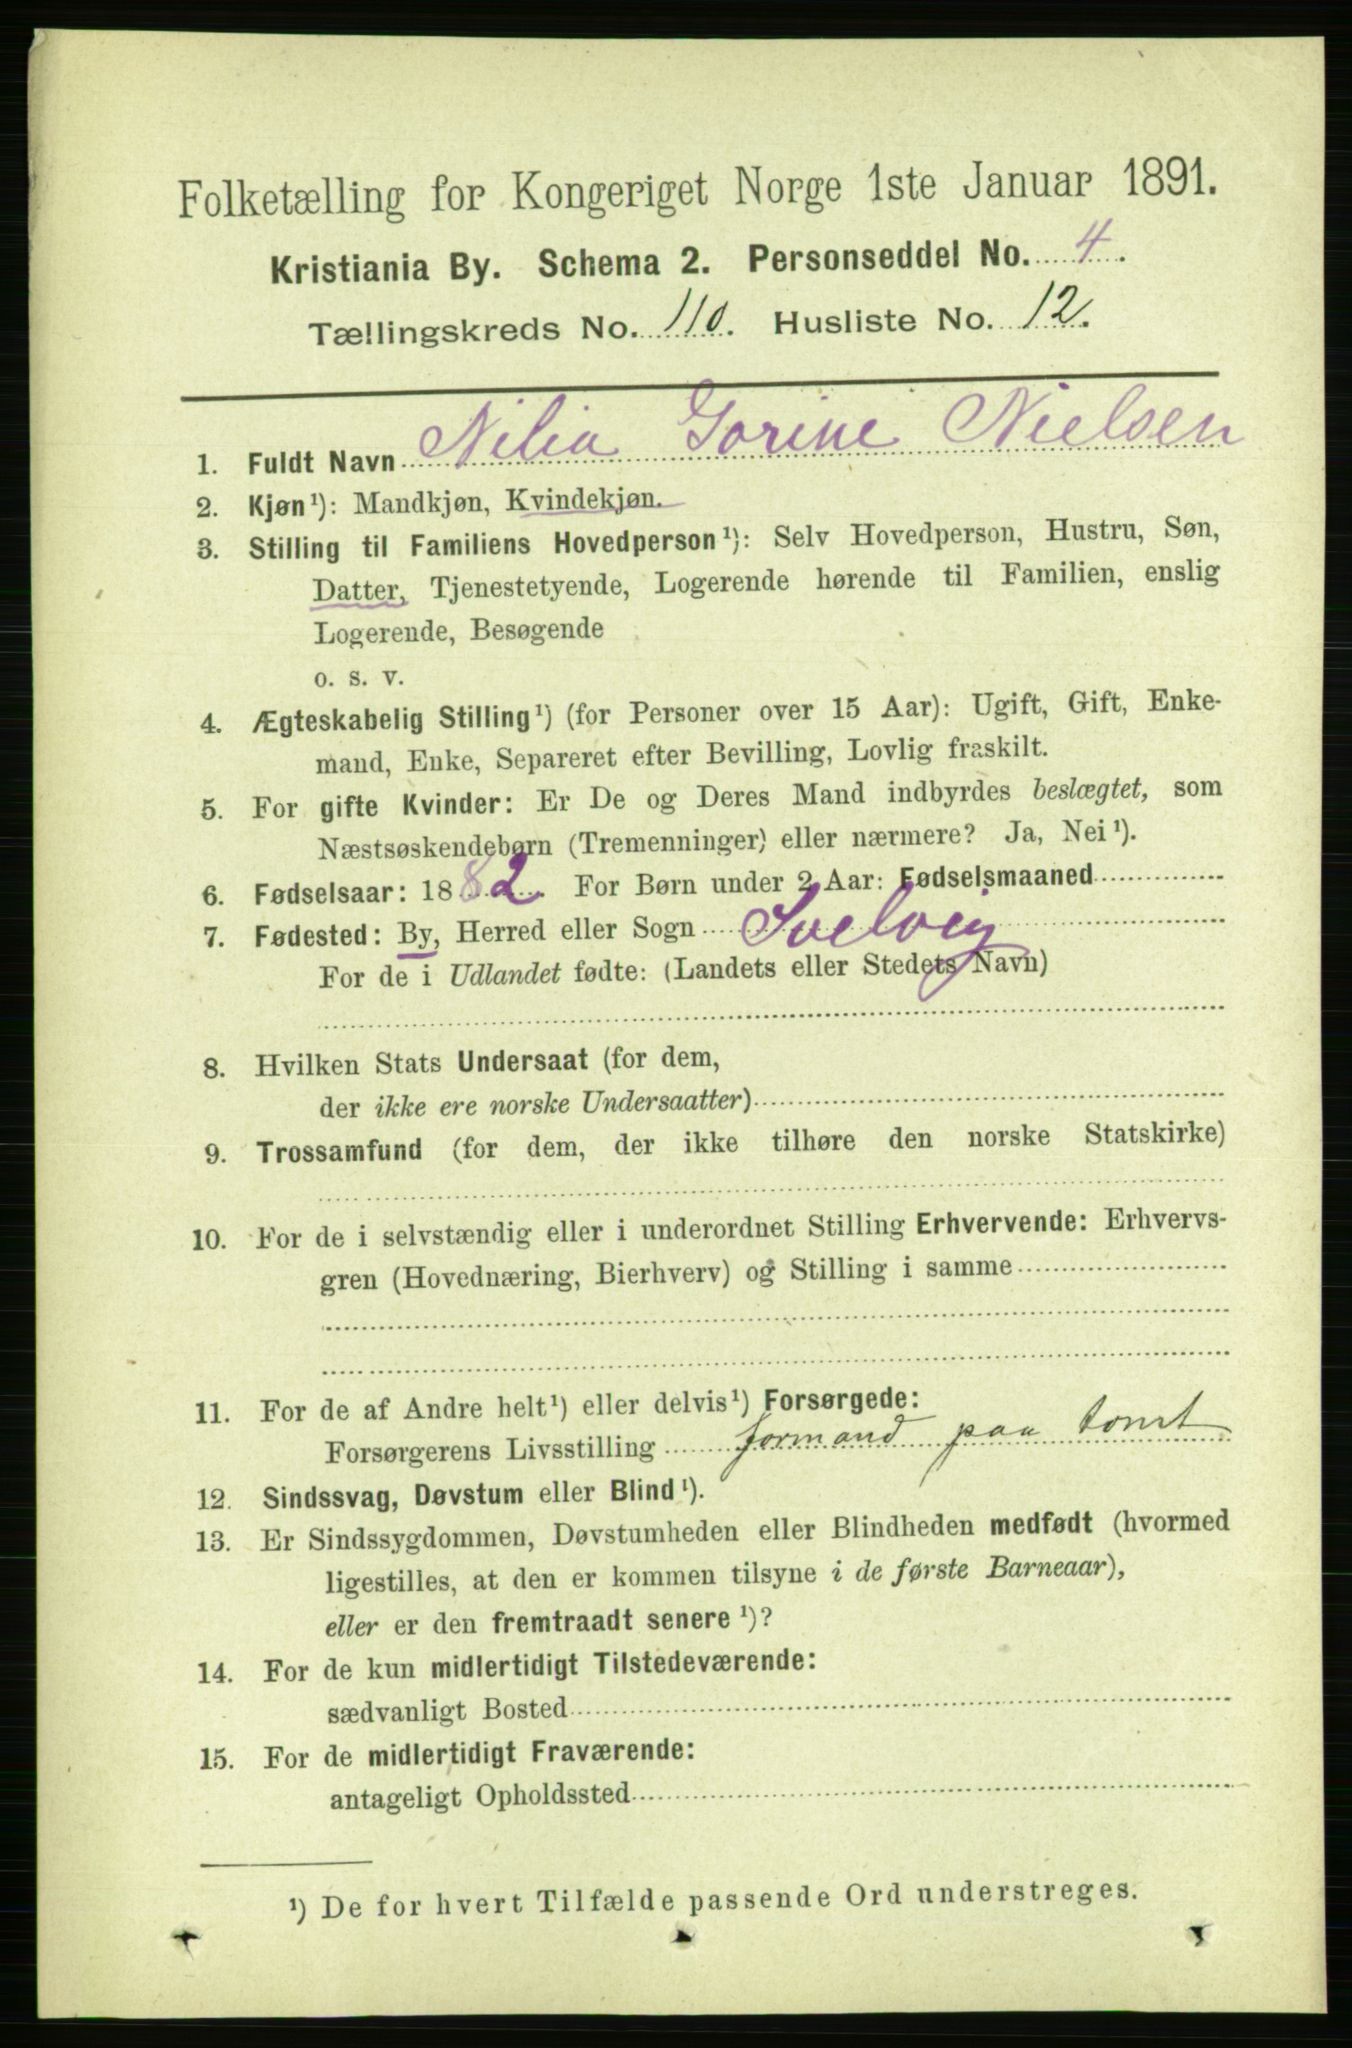 Folketælling for Kongeriget Norge 1ste Januar 1891.
Kristiania By. Schema 2. Personseddel No. 4.
Tællingskreds No. 110. Husliste No. 12.
1. Fuldt Navn Nilia Gorine Nielsen
2. Kjøn¹): Mandkjøn, Kvindekjøn.
3. Stilling til Familiens Hovedperson¹): Selv Hovedperson, Hustru, Søn,
Datter, Tjenestetyende, Logerende hørende til Familien, enslig
Logerende, Besøgende
o. s. v.
4. Ægteskabelig Stilling¹) (for Personer over 15 Aar): Ugift, Gift, Enke-
mand, Enke, Separeret efter Bevilling, Lovlig fraskilt.
5. For gifte Kvinder: Er De og Deres Mand indbyrdes beslægtet, som
Næstsøskendebørn (Tremenninger) eller nærmere? Ja, Nei¹).
6. Fødselsaar: 1882. For Børn under 2 Aar: Fødselsmaaned
7. Fødested: By, Herred eller Sogn Svelvig
For de i Udlandet fødte: (Landets eller Stedets Navn)
8. Hvilken Stats Undersaat (for dem,
der ikke ere norske Undersaatter)
9. Trossamfund (for dem, der ikke tilhøre den norske Statskirke)
10. For de i selvstændig eller i underordnet Stilling Erhvervende: Erhvervs-
gren (Hovednæring, Bierhverv) og Stilling i samme
11. For de af Andre helt¹) eller delvis¹) Forsørgede:
Forsørgerens Livsstilling formand paa tomt
12. Sindssvag, Døvstum eller Blind¹).
13. Er Sindssygdommen, Døvstumheden eller Blindheden medfødt (hvormed
ligestilles, at den er kommen tilsyne i de første Barneaar),
eller er den fremtraadt senere¹)?
14. For de kun midlertidigt Tilstedeværende:
sædvanligt Bosted
15. For de midlertidigt Fraværende:
antageligt Opholdssted
¹) De for hvert Tilfælde passende Ord understreges.